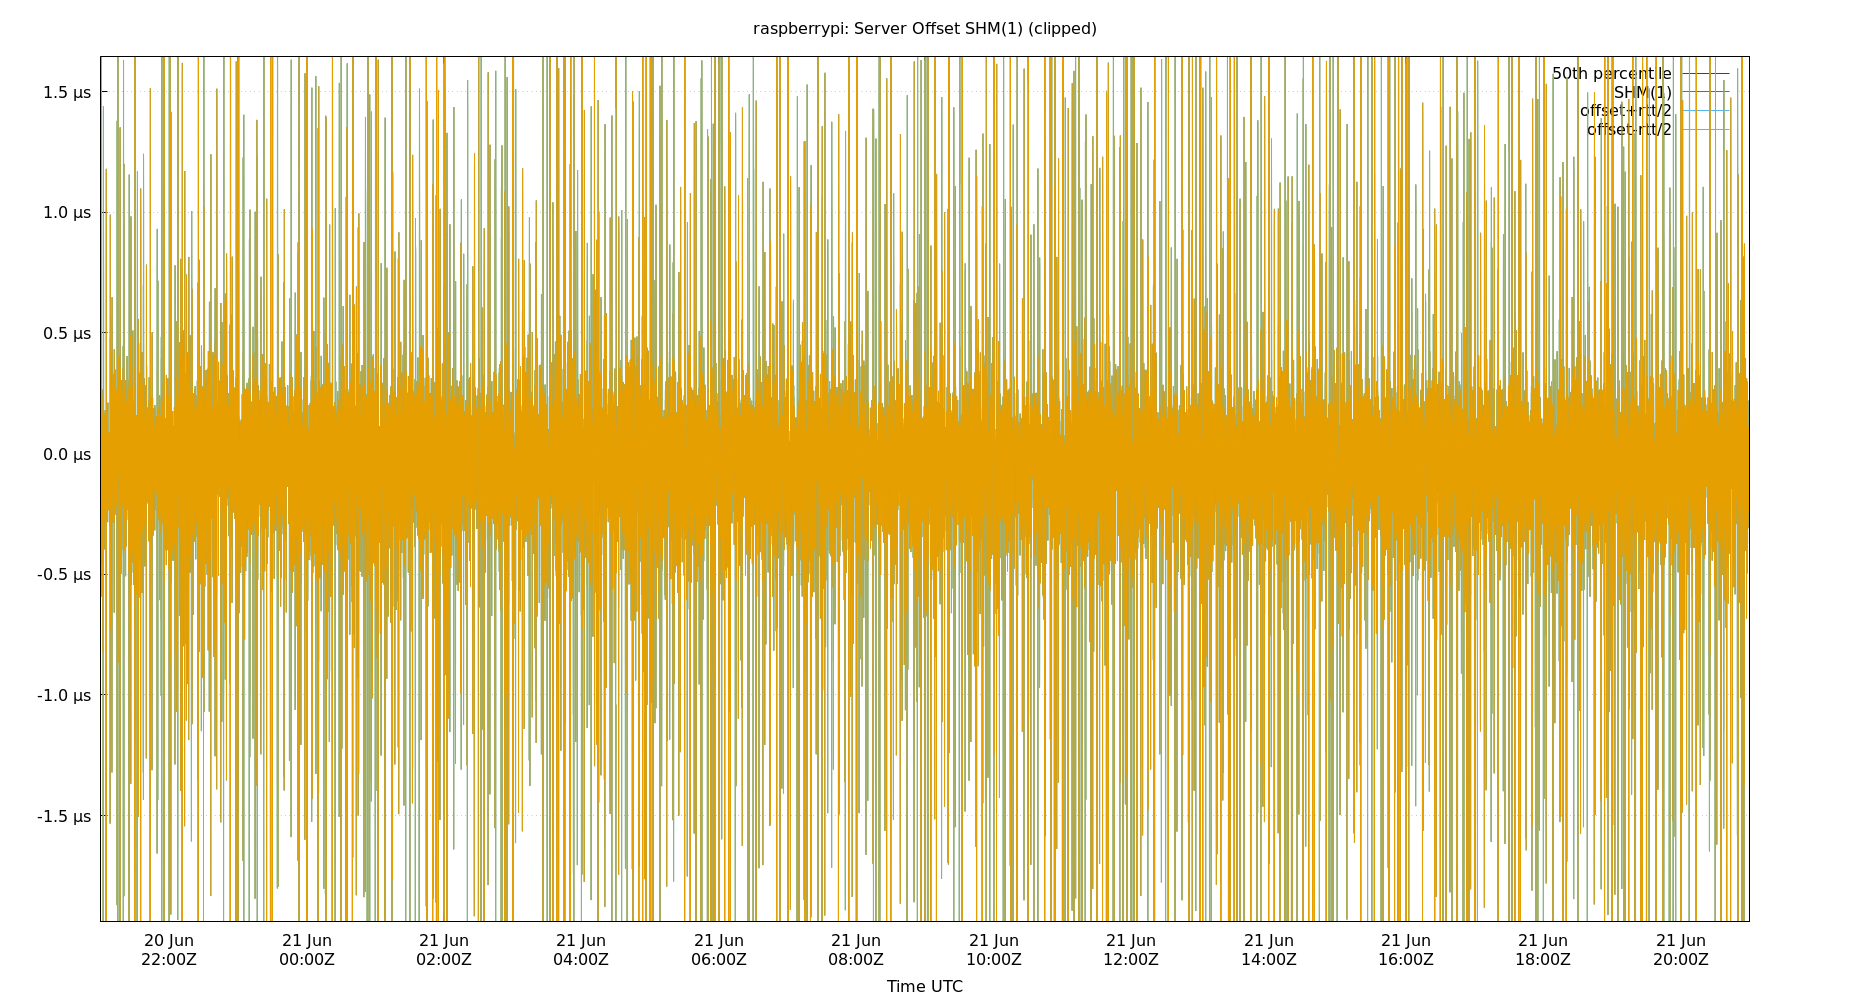 raspberrypi: Server Offset SHM(1) (clipped)
50th percentile
SHM(1)
offset+rtt/2
offset-rtt/2
1.5 µs
1.0 µs
0.5 µs
0.0 µs
-0.5 µs
-1.0 µs
-1.5 µs
20 Jun 21 Jun 21 Jun 21 Jun 21 Jun 21 Jun 21 Jun 21 Jun 21 Jun 21 Jun 21 Jun 21 Jun
22:00Z 00:00Z 02:00Z 04:00Z 06:00Z 08:00Z 10:00Z 12:00Z 14:00Z 16:00Z 18:00Z 20:00Z
Time UTC